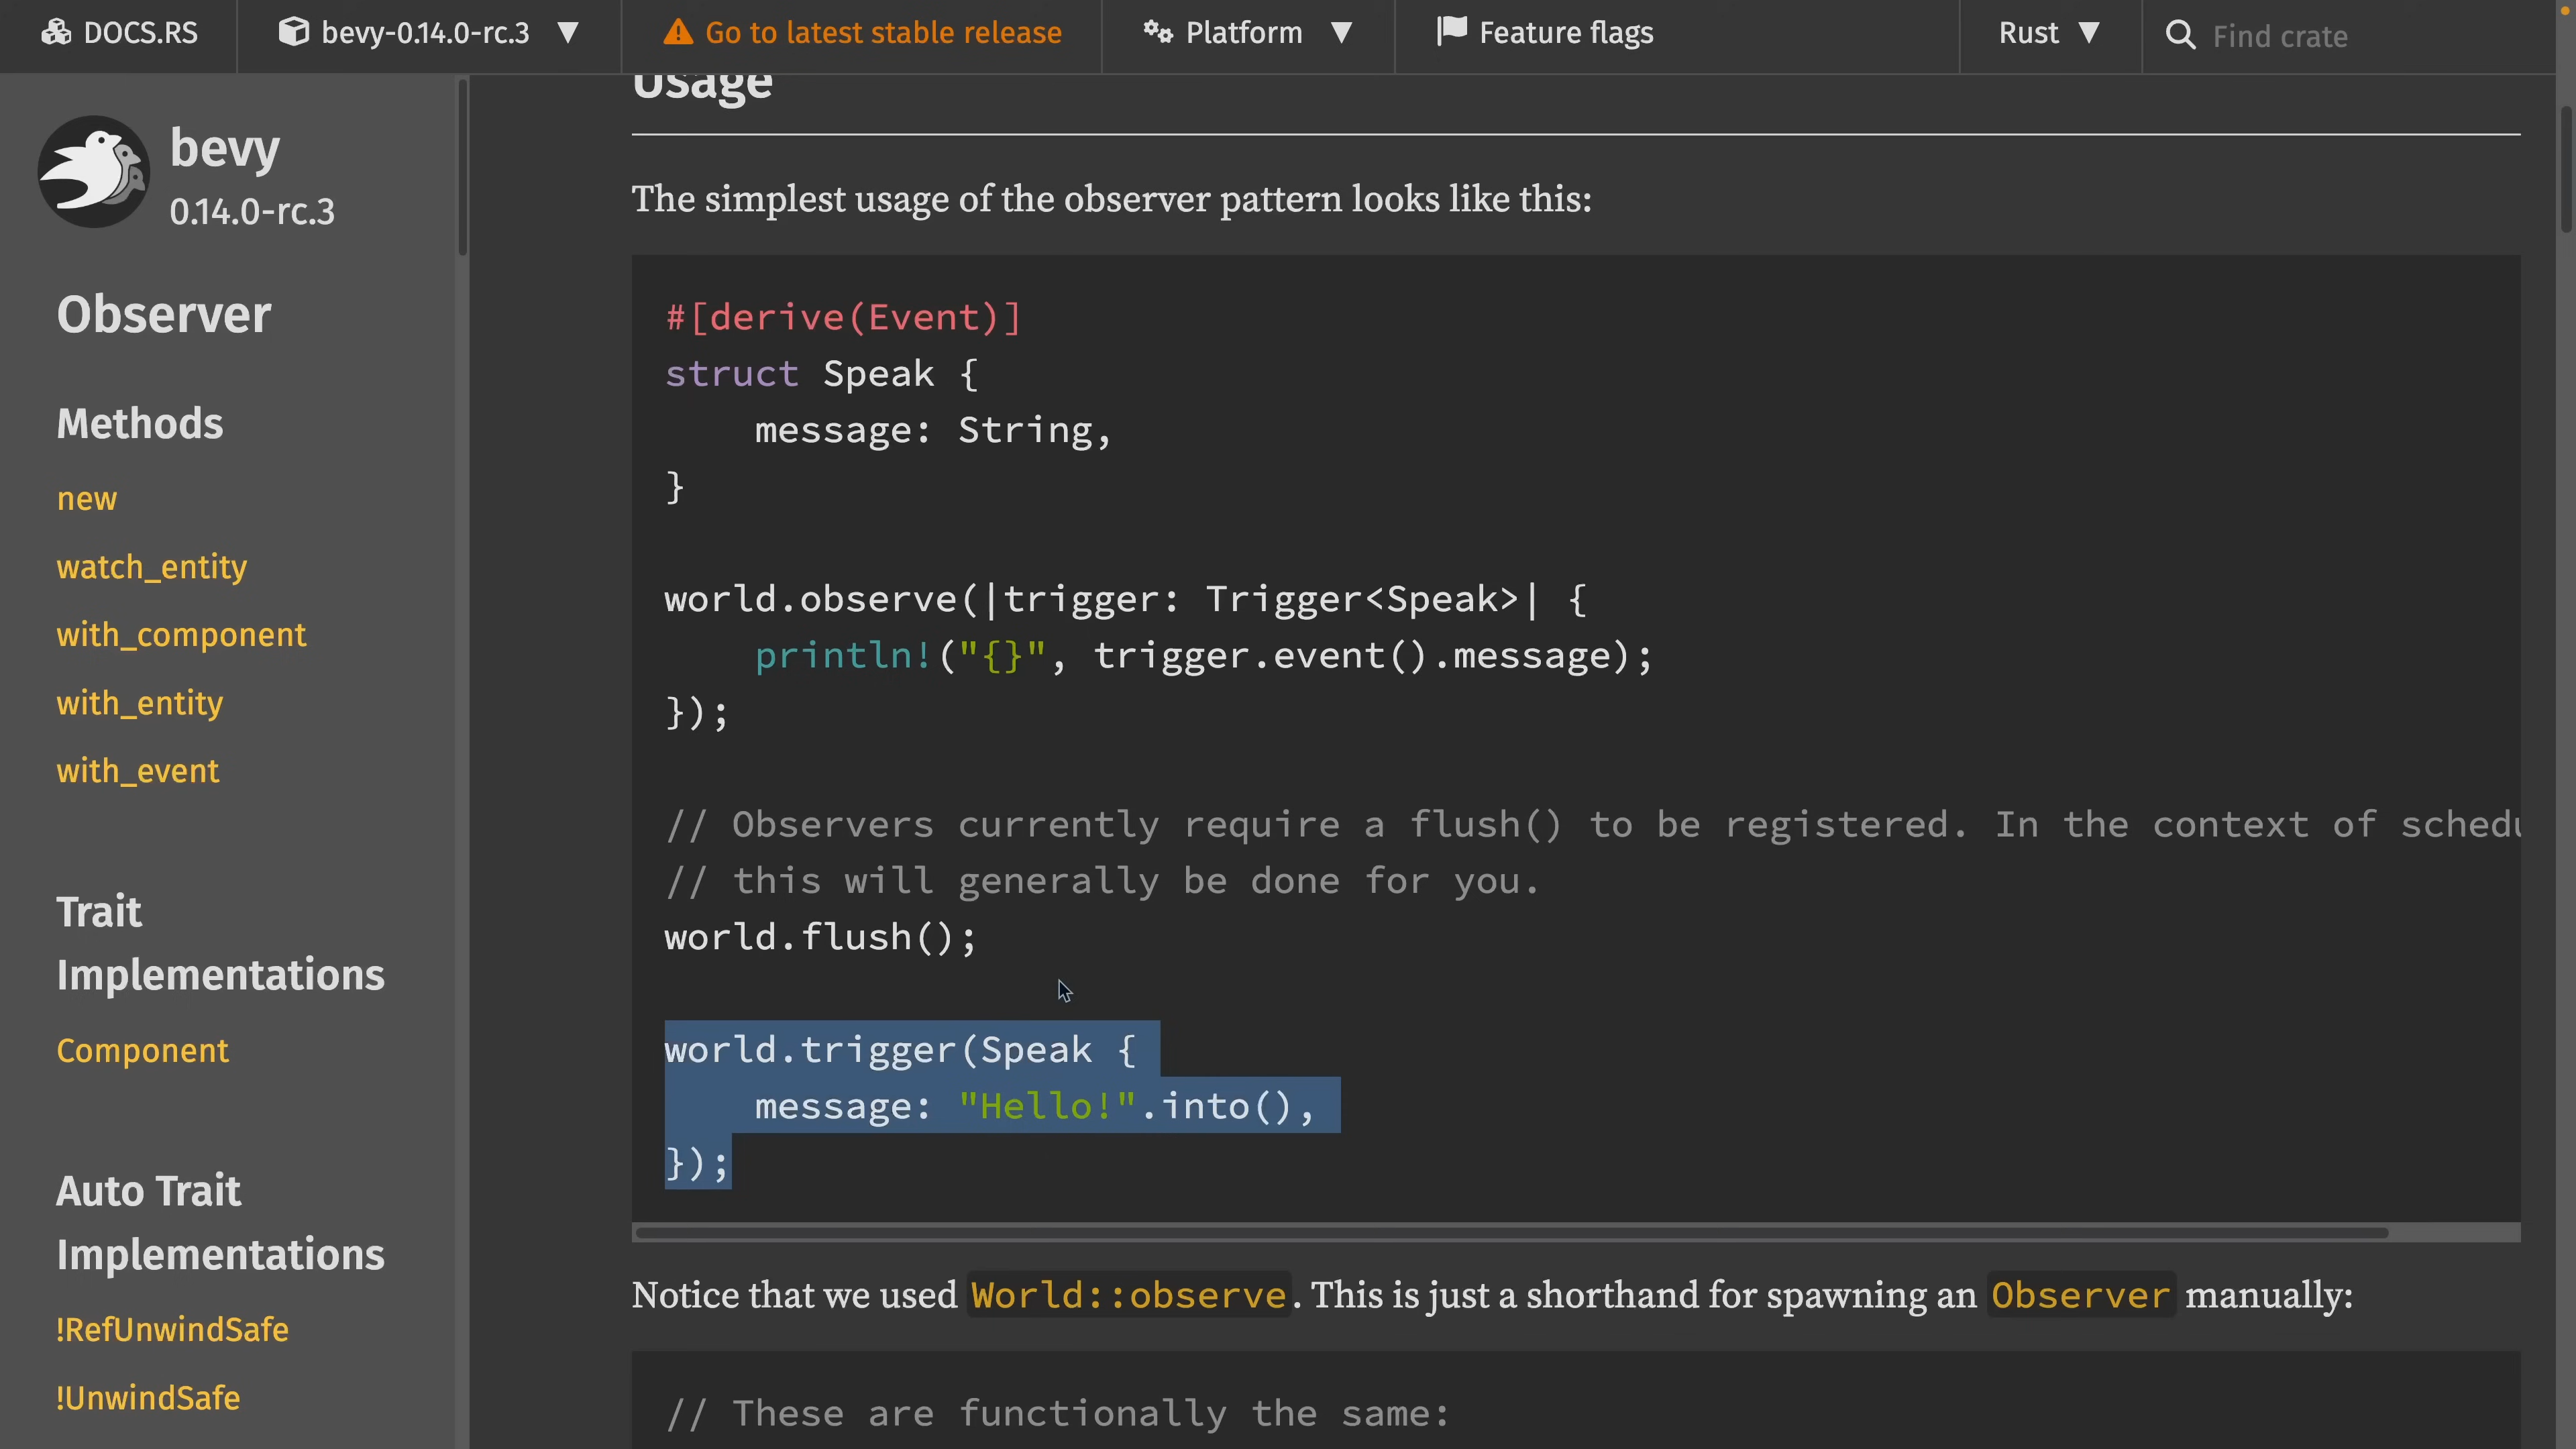 DOCS.RS bevy-0.14.0-rc.3 Go to latest stable release Platform Feature flags Rust Find crate
bevy
0.14.0-rc.3
Observer
Methods
new
watch_entity
with_component
with_entity
with_event
Trait
Implementations
Component
Auto Trait
Implementations
!RefUnwindSafe
!UnwindSafe
Usage
The simplest usage of the observer pattern looks like this:
#[derive(Event)]
struct Speak {
    message: String,
}
world.observe(|trigger: Trigger<Speak>| {
    println!("{}", trigger.event().message);
});
// Observers currently require a flush() to be registered. In the context of schedu
// this will generally be done for you.
world.flush();
world.trigger(Speak {
    message: "Hello!".into(),
});
Notice that we used World::observe. This is just a shorthand for spawning an Observer manually:
// These are functionally the same: